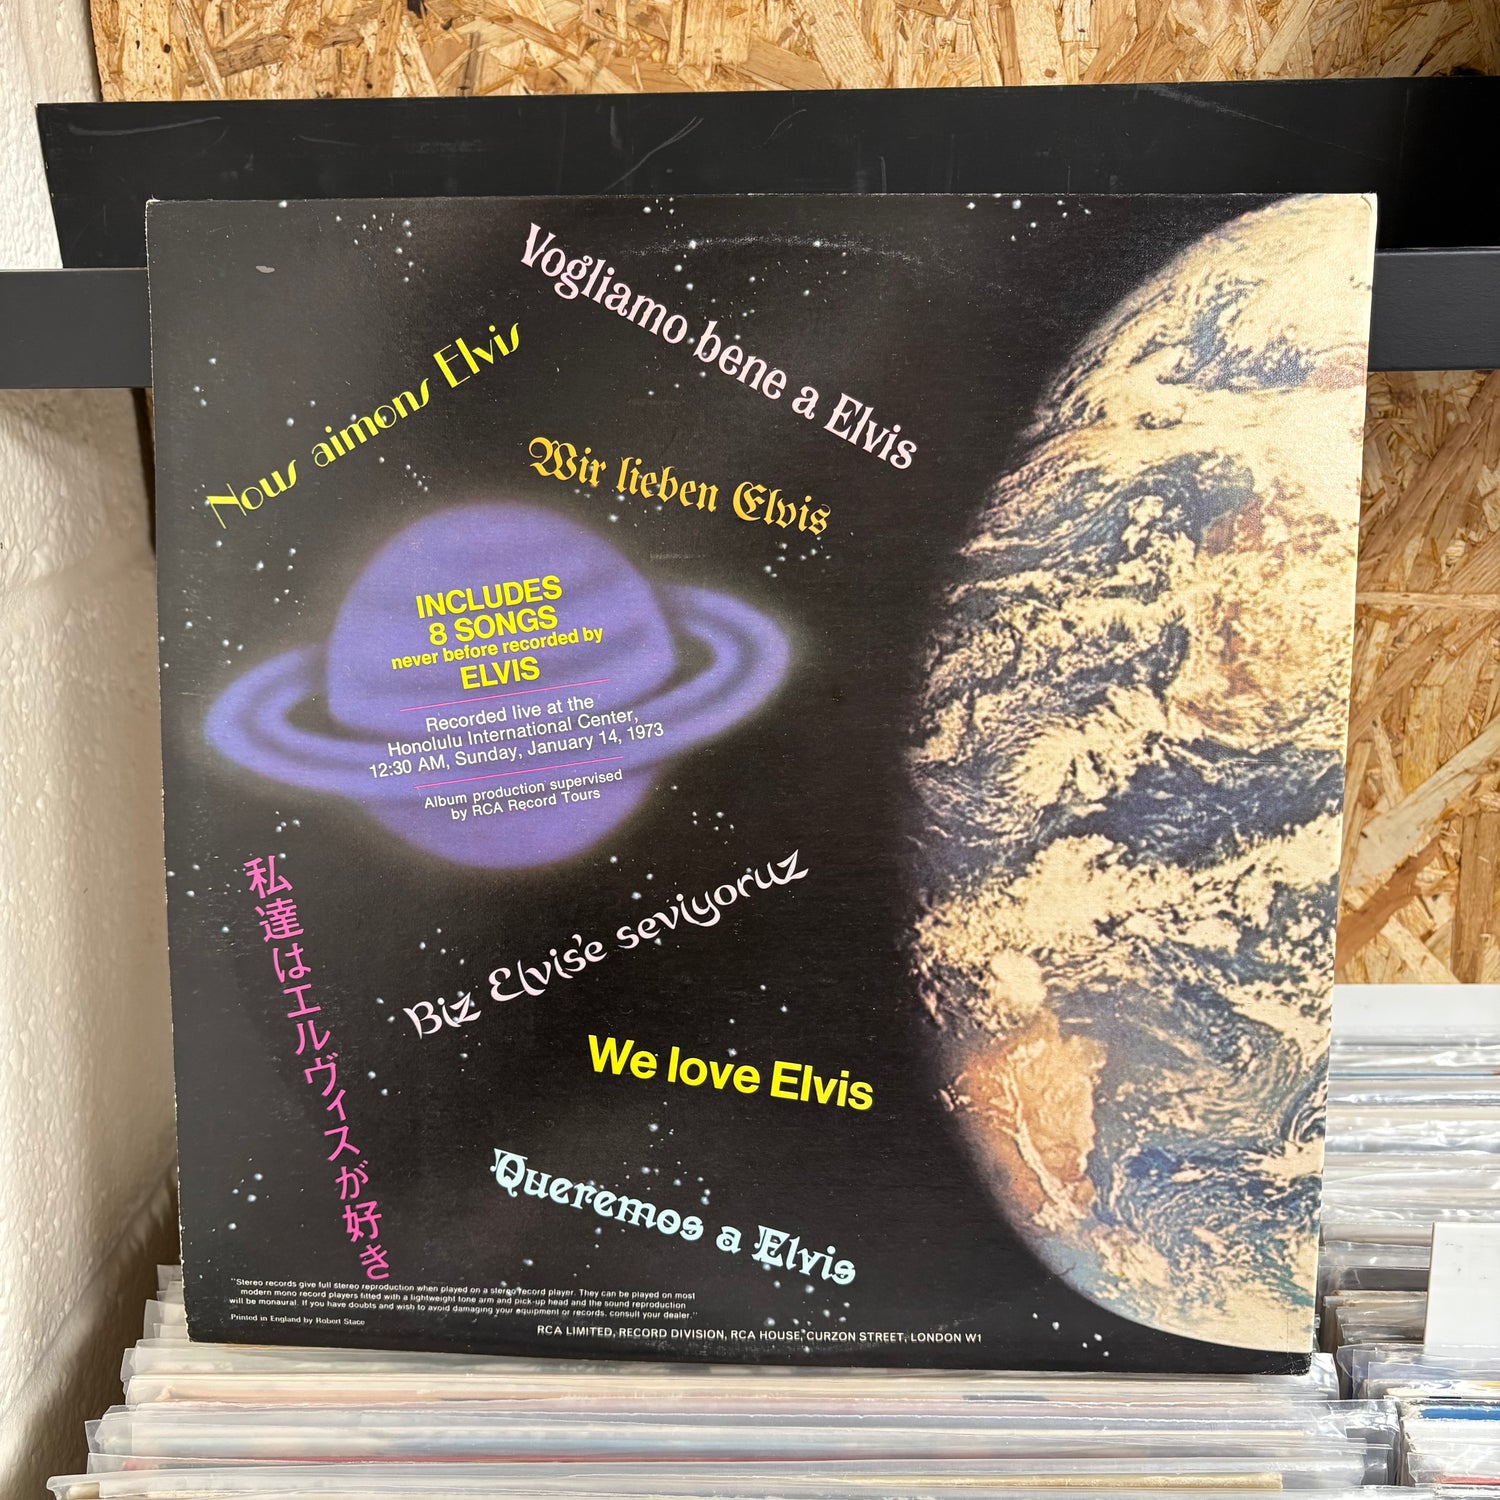 Vogliamo bene a Elvis
Nous aimons Elvis
Wir lieben Elvis
INCLUDES
8 SONGS
never before recorded by
ELVIS
Recorded live at the
Honolulu International Center,
12:30 AM, Sunday, January 14, 1973
Album production supervised
by RCA Record Tours
私達はエルヴィスが好き
Biz Elvis'e seviyoruz
We love Elvis
Queremos a Elvis
"Stereo records give full stereo reproduction when played on a stereo record player. They can be played on most
modern mono record players fitted with a lightweight tone arm and pick-up head and the sound reproduction
will be monaural. If you have doubts and wish to avoid damaging your equipment or records, consult your dealer."
Printed in England by Robert Stace
RCA LIMITED, RECORD DIVISION, RCA HOUSE, CURZON STREET, LONDON W1